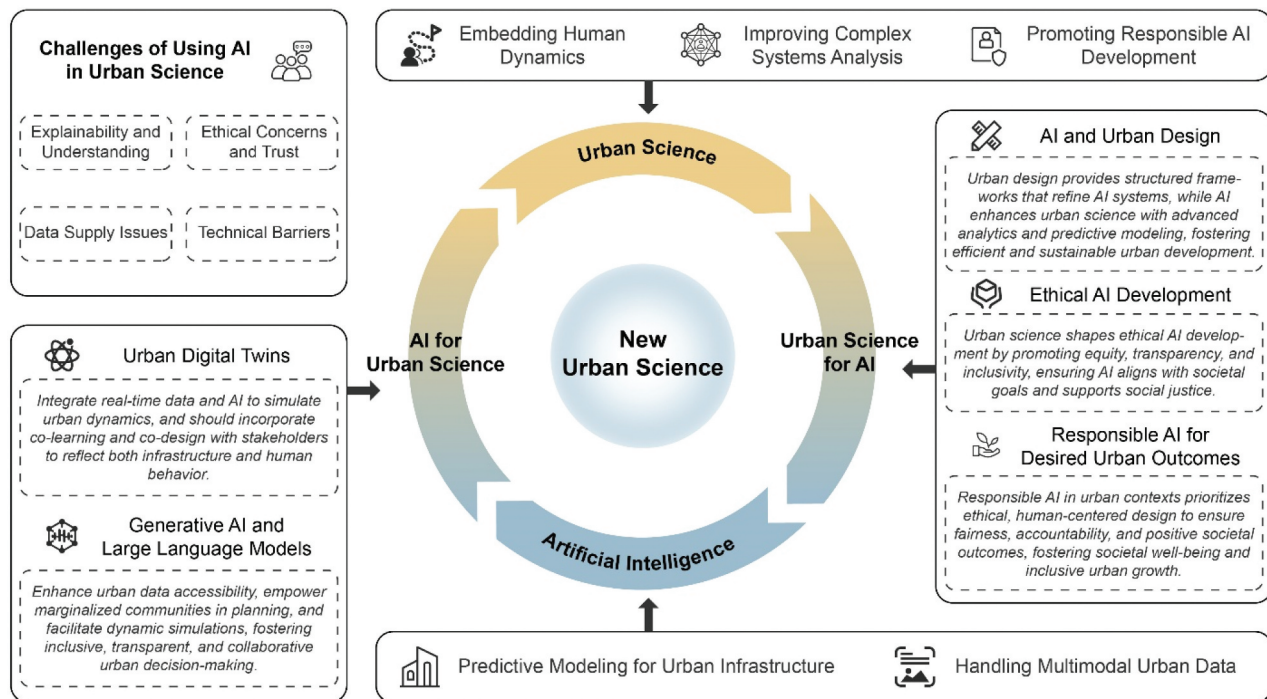 Challenges of Using AI
in Urban Science
Explainability and
Understanding
Ethical Concerns
and Trust
Data Supply Issues
Technical Barriers
Embedding Human
Dynamics
Improving Complex
Systems Analysis
Promoting Responsible AI
Development
Urban Science
AI for
Urban Science
New
Urban Science
Urban Science
for AI
Artificial Intelligence
Urban Digital Twins
Integrate real-time data and AI to simulate
urban dynamics, and should incorporate
co-learning and co-design with stakeholders
to reflect both infrastructure and human
behavior.
Generative AI and
Large Language Models
Enhance urban data accessibility, empower
marginalized communities in planning, and
facilitate dynamic simulations, fostering
inclusive, transparent, and collaborative
urban decision-making.
AI and Urban Design
Urban design provides structured frame-
works that refine AI systems, while AI
enhances urban science with advanced
analytics and predictive modeling, fostering
efficient and sustainable urban development.
Ethical AI Development
Urban science shapes ethical AI develop-
ment by promoting equity, transparency, and
inclusivity, ensuring AI aligns with societal
goals and supports social justice.
Responsible AI for
Desired Urban Outcomes
Responsible AI in urban contexts prioritizes
ethical, human-centered design to ensure
fairness, accountability, and positive societal
outcomes, fostering societal well-being and
inclusive urban growth.
Predictive Modeling for Urban Infrastructure
Handling Multimodal Urban Data